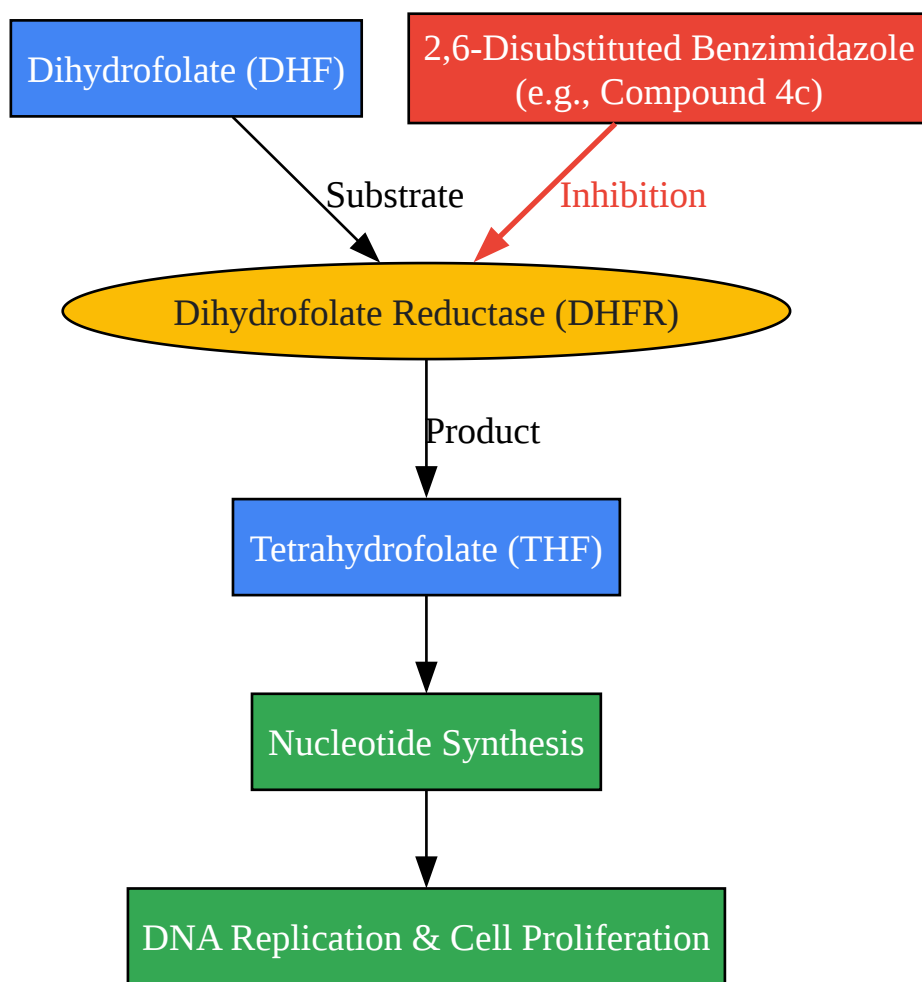 Dihydrofolate (DHF)
2,6-Disubstituted Benzimidazole
(e.g., Compound 4c)
Substrate
Inhibition
Dihydrofolate Reductase (DHFR)
Product
Tetrahydrofolate (THF)
Nucleotide Synthesis
DNA Replication & Cell Proliferation